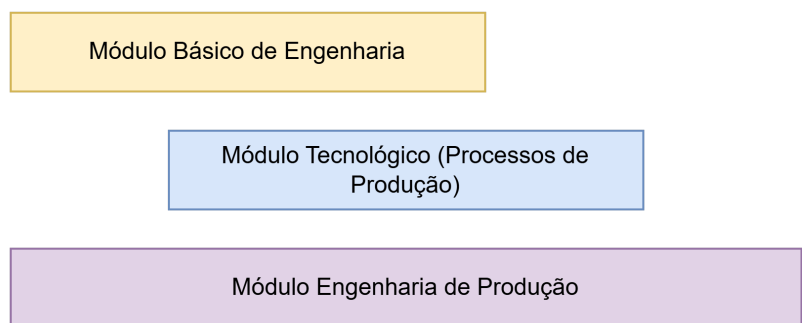 Módulo Básico de Engenharia
Módulo Tecnológico (Processos de
Produção)
Módulo Engenharia de Produção